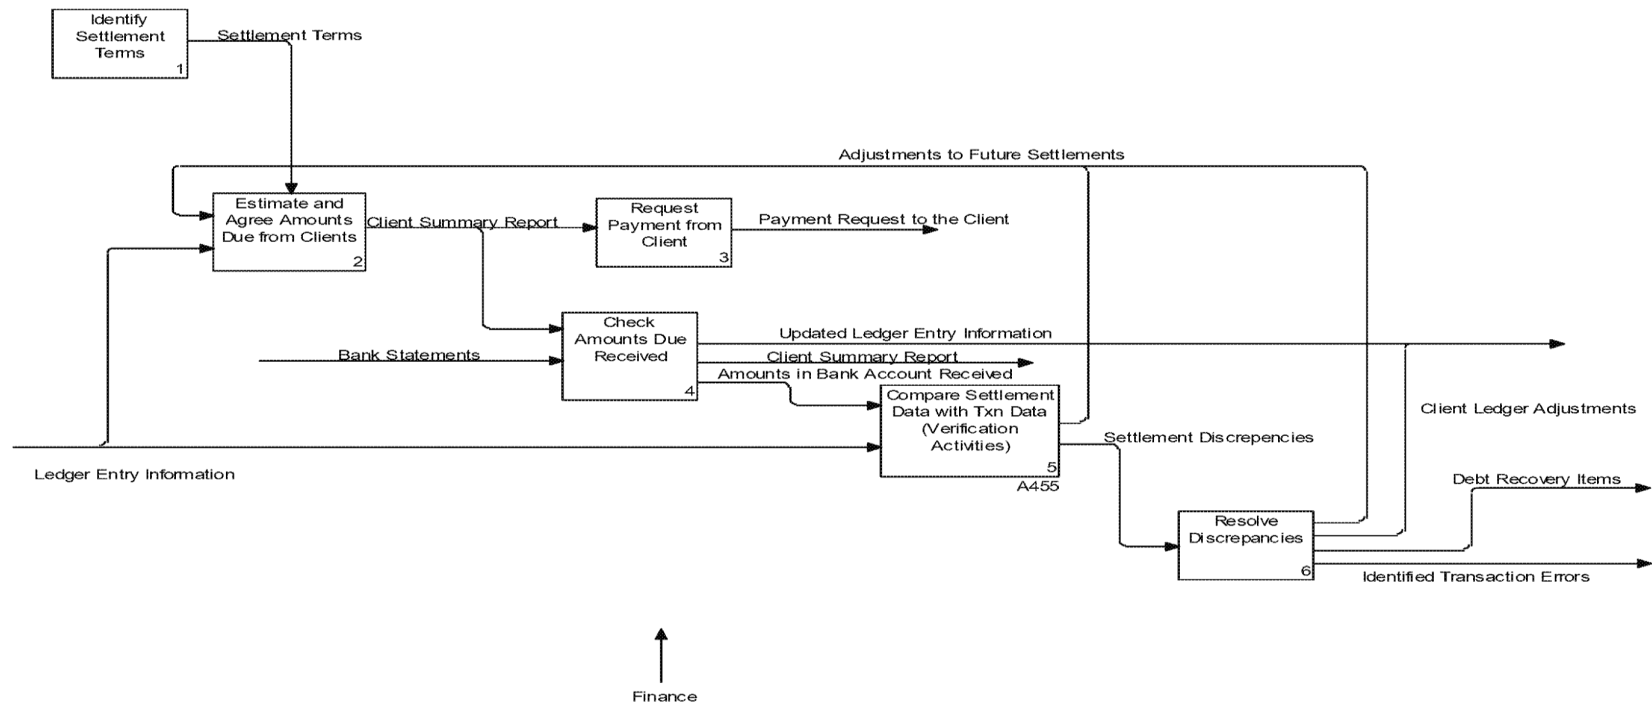 Identify
Settlement
Terms
1
Settlement Terms
Adjustments to Future Settlements
Estimate and
Agree Amounts
Due from Clients
2
Client Summary Report
Request
Payment from
Client
3
Payment Request to the Client
Check
Amounts Due
Received
4
Bank Statements
Updated Ledger Entry Information
Client Summary Report
Amounts in Bank Account Received
Compare Settlement
Data with Txn Data
(Verification
Activities)
5
A455
Client Ledger Adjustments
Settlement Discrepencies
Ledger Entry Information
Debt Recovery Items
Resolve
Discrepancies
6
Identified Transaction Errors
Finance